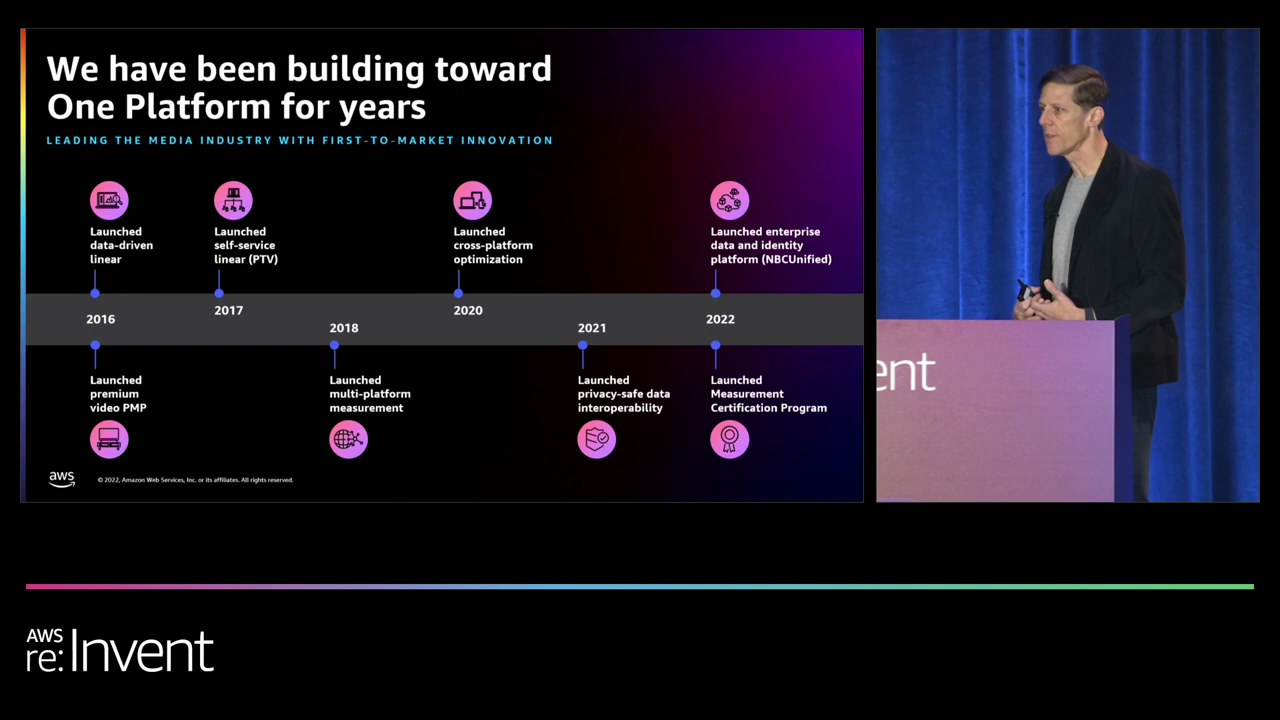 We have been building toward
One Platform for years
LEADING THE MEDIA INDUSTRY WITH FIRST-TO-MARKET INNOVATION
Launched
data-driven
linear
Launched
self-service
linear (PTV)
Launched
cross-platform
optimization
Launched enterprise
data and identity
platform (NBCUnified)
2016
2017
2018
2020
2021
2022
Launched
premium
video PMP
Launched
multi-platform
measurement
Launched
privacy-safe data
interoperability
Launched
Measurement
Certification Program
aws
© 2022, Amazon Web Services, Inc. or its affiliates. All rights reserved.
ent
AWS
re:Invent